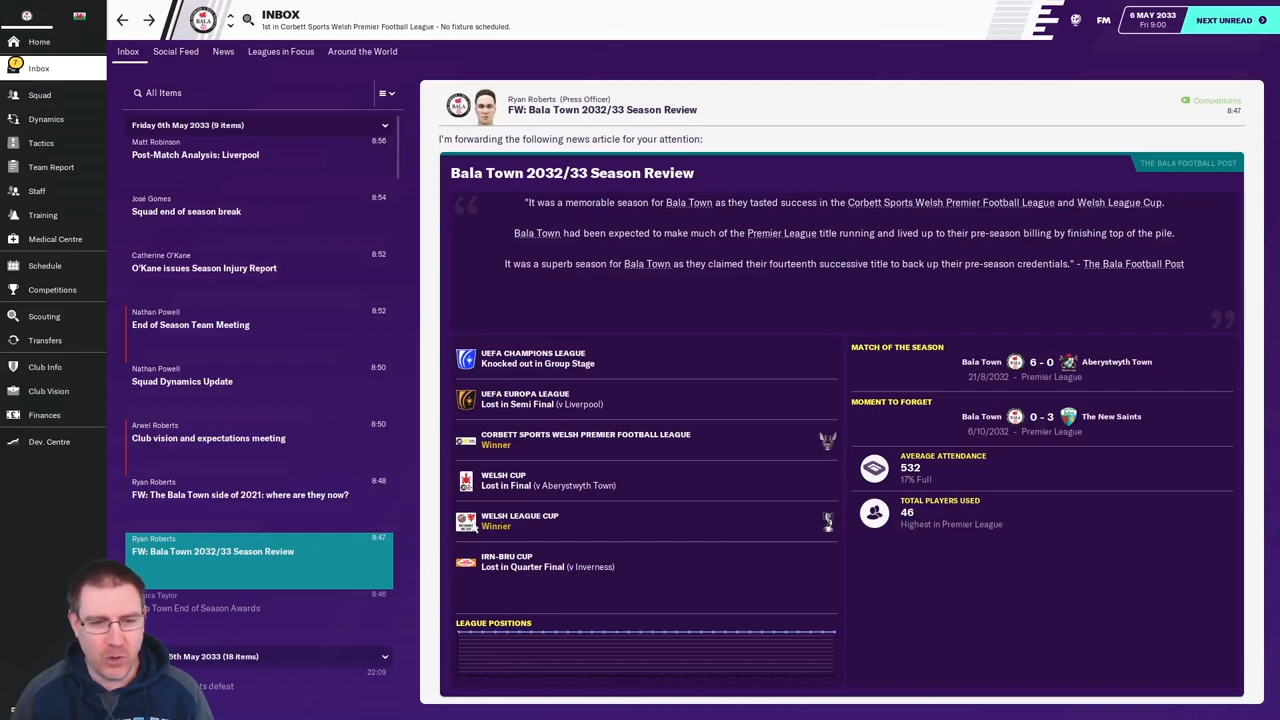 INBOX
1st in Corbett Sports Welsh Premier Football League - No fixture scheduled.
FM
6 MAY 2033
Fri 9:00
NEXT UNREAD
BALA
Inbox
Social Feed
News
Leagues in Focus
Around the World
Home
7
Inbox
Squad
Dynamics
Tactics
Team Report
Staff
Training
Medical Centre
Schedule
Competitions
Scouting
Transfers
Club Info
Club Vision
Finances
Dev. Centre
All Items
Friday 6th May 2033 (9 items)
Matt Robinson 8:56
Post-Match Analysis: Liverpool
José Gomes 8:54
Squad end of season break
Catherine O'Kane 8:52
O'Kane issues Season Injury Report
Nathan Powell 8:52
End of Season Team Meeting
Nathan Powell 8:50
Squad Dynamics Update
Arwel Roberts 8:50
Club vision and expectations meeting
Ryan Roberts 8:48
FW: The Bala Town side of 2021: where are they now?
Ryan Roberts 8:47
FW: Bala Town 2032/33 Season Review
Taylor 8:46
Town End of Season Awards
5th May 2033 (18 items)
22:09
defeat
Ryan Roberts (Press Officer)
FW: Bala Town 2032/33 Season Review
Competitions
8:47
I'm forwarding the following news article for your attention:
THE BALA FOOTBALL POST
Bala Town 2032/33 Season Review
"It was a memorable season for Bala Town as they tasted success in the Corbett Sports Welsh Premier Football League and Welsh League Cup.
Bala Town had been expected to make much of the Premier League title running and lived up to their pre-season billing by finishing top of the pile.
It was a superb season for Bala Town as they claimed their fourteenth successive title to back up their pre-season credentials." - The Bala Football Post
UEFA CHAMPIONS LEAGUE
Knocked out in Group Stage
UEFA EUROPA LEAGUE
Lost in Semi Final (v Liverpool)
CORBETT SPORTS WELSH PREMIER FOOTBALL LEAGUE
Winner
WELSH CUP
Lost in Final (v Aberystwyth Town)
WELSH LEAGUE CUP
Winner
IRN-BRU CUP
Lost in Quarter Final (v Inverness)
LEAGUE POSITIONS
MATCH OF THE SEASON
Bala Town 6 - 0 Aberystwyth Town
21/8/2032 - Premier League
MOMENT TO FORGET
Bala Town 0 - 3 The New Saints
6/10/2032 - Premier League
AVERAGE ATTENDANCE
532
17% Full
TOTAL PLAYERS USED
46
Highest in Premier League